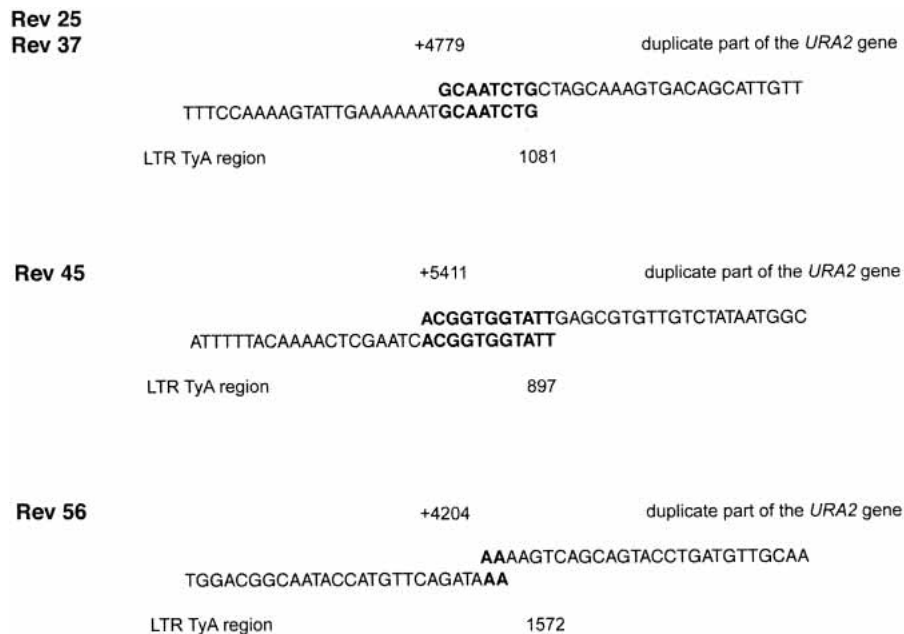 Rev 25
Rev 37 +4779 duplicate part of the URA2 gene
GCAATCTGCTAGCAAAGTGACAGCATTGTT
TTTCCAAAAGTATTGAAAAAATGCAATCTG
LTR TyA region 1081
Rev 45 +5411 duplicate part of the URA2 gene
ACGGTGGTATTGAGCGTGTTGTCTATAATGGC
ATTTTTACAAAACTCGAATCACGGTGGTATT
LTR TyA region 897
Rev 56 +4204 duplicate part of the URA2 gene
AAAAGTCAGCAGTACCTGATGTTGCAA
TGGACGGCAATACCATGTTCAGATAAA
LTR TyA region 1572